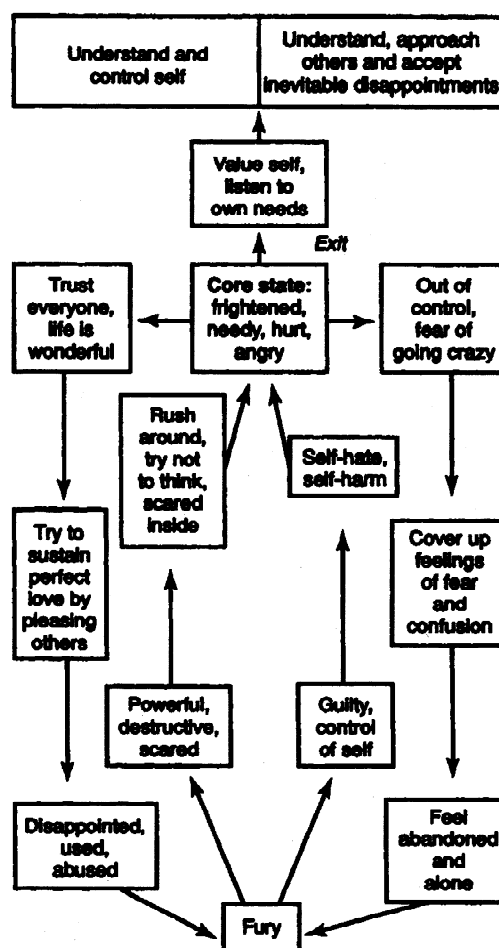 Understand and
control self
Understand, approach
others and accept
inevitable disappointments
Value self,
listen to
own needs
Exit
Trust
everyone,
life is
wonderful
Core state:
frightened,
needy, hurt,
angry
Out of
control,
fear of
going crazy
Rush
around,
try not
to think,
scared
inside
Self-hate,
self-harm
Try to
sustain
perfect
love by
pleasing
others
Cover up
feelings
of fear
and
confusion
Powerful,
destructive,
scared
Guilty,
control
of self
Disappointed,
used,
abused
Feel
abandoned
and
alone
Fury